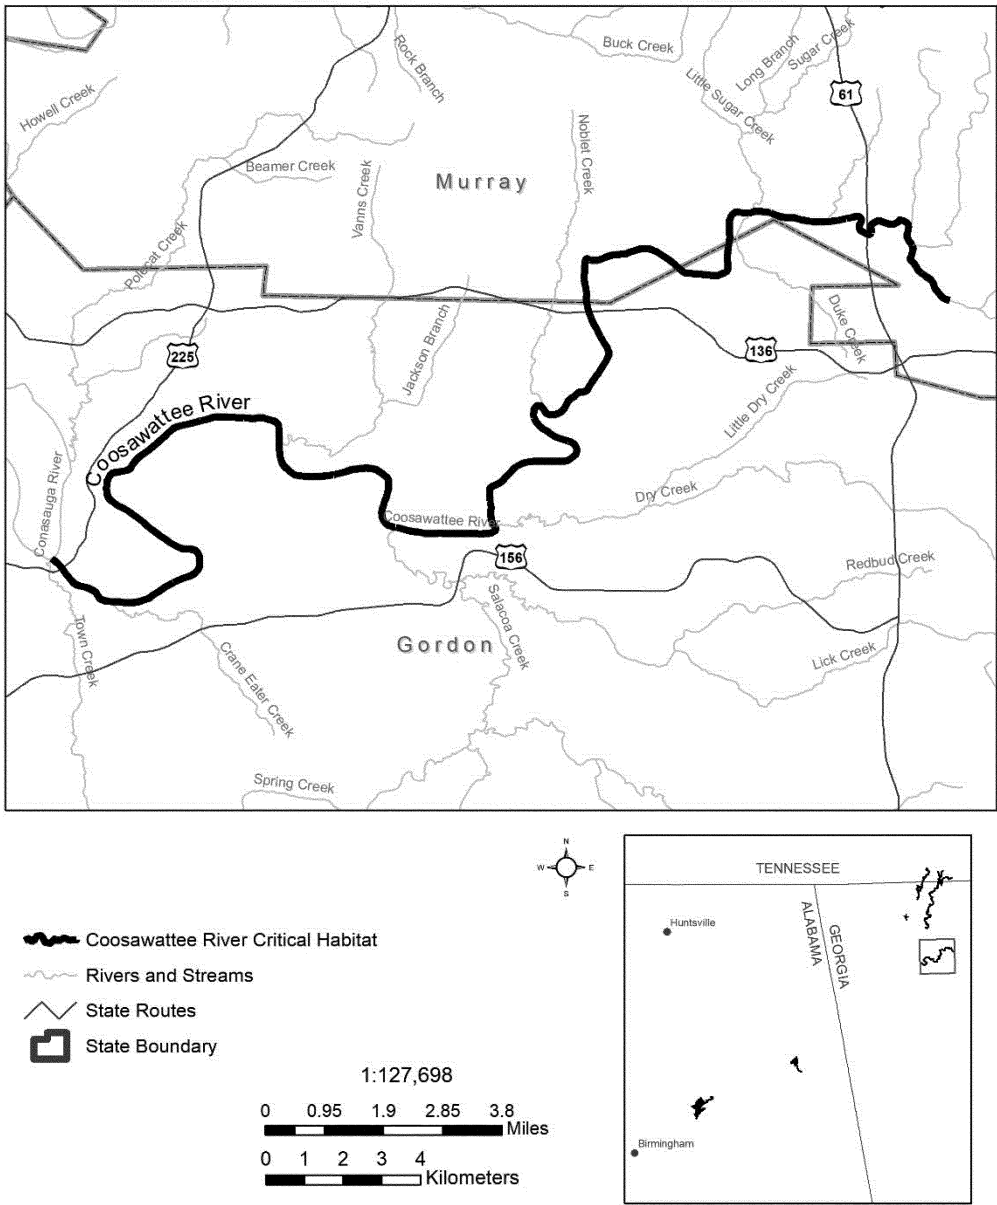 Buck Creek
Long Branch
Sugar Creek
Rock Branch
Little Sugar Creek
61
Howell Creek
Noblet Creek
Beamer Creek
Vanns Creek
Murray
Polecat Creek
Jackson Branch
Duke Creek
225
136
Little Dry Creek
Coosawattee River
Conasauga River
Dry Creek
Coosawattee River
156
Redbud Creek
Salacoa Creek
Town Creek
Gordon
Crane Eater Creek
Lick Creek
Spring Creek
N
W
E
S
TENNESSEE
Huntsville
ALABAMA
GEORGIA
Birmingham
Coosawattee River Critical Habitat
Rivers and Streams
State Routes
State Boundary
1:127,698
0 0.95 1.9 2.85 3.8
Miles
0 1 2 3 4
Kilometers